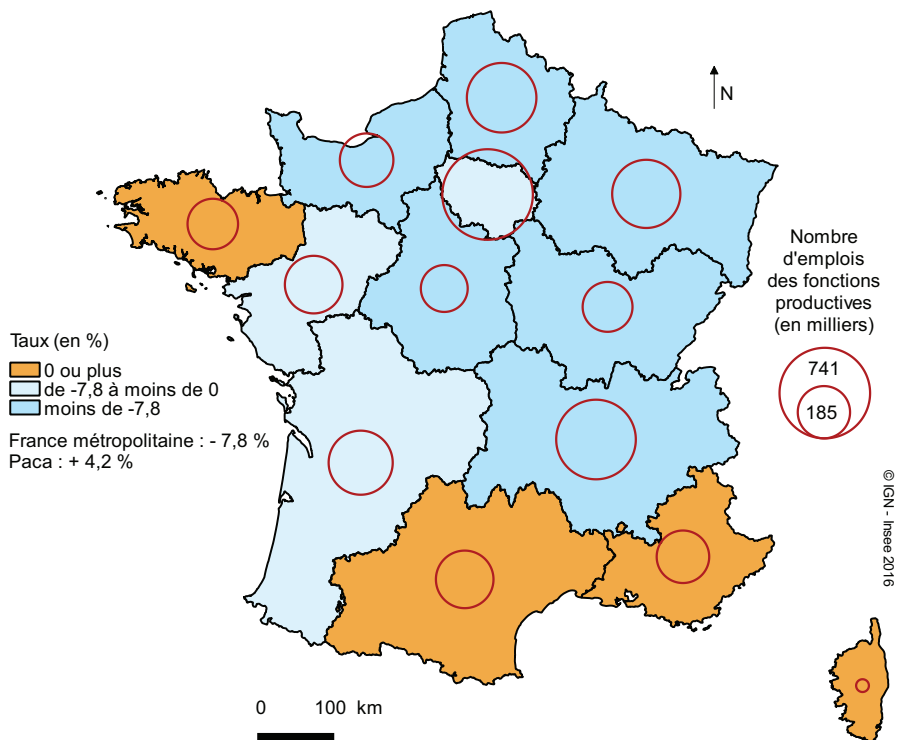 N
Nombre
d'emplois
des fonctions
productives
(en milliers)
741
185
Taux (en %)
0 ou plus
de -7,8 à moins de 0
moins de -7,8
France métropolitaine : - 7,8 %
Paca : + 4,2 %
© IGN - Insee 2016
0 100 km